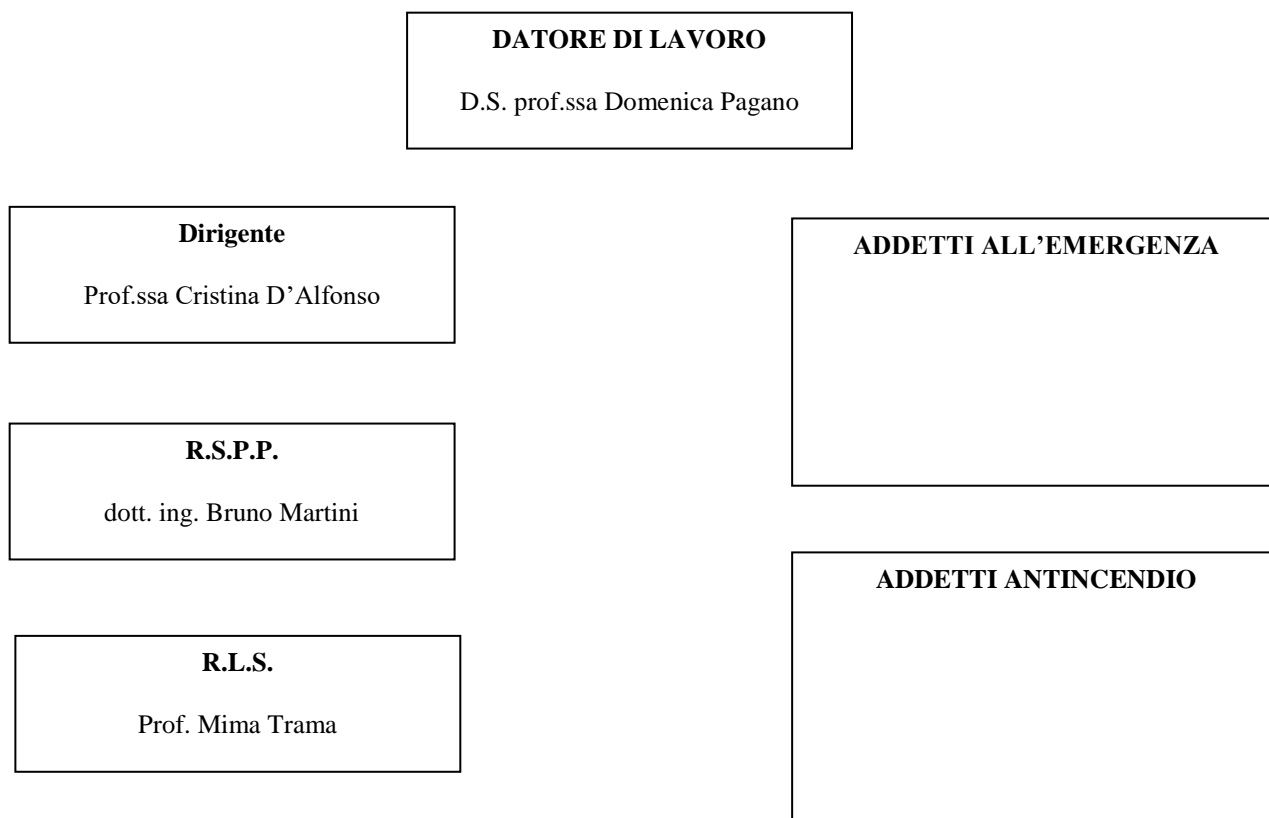 DATORE DI LAVORO
D.S. prof.ssa Domenica Pagano
Dirigente
Prof.ssa Cristina D’Alfonso
R.S.P.P.
dott. ing. Bruno Martini
R.L.S.
Prof. Mima Trama
ADDETTI ALL’EMERGENZA
ADDETTI ANTINCENDIO